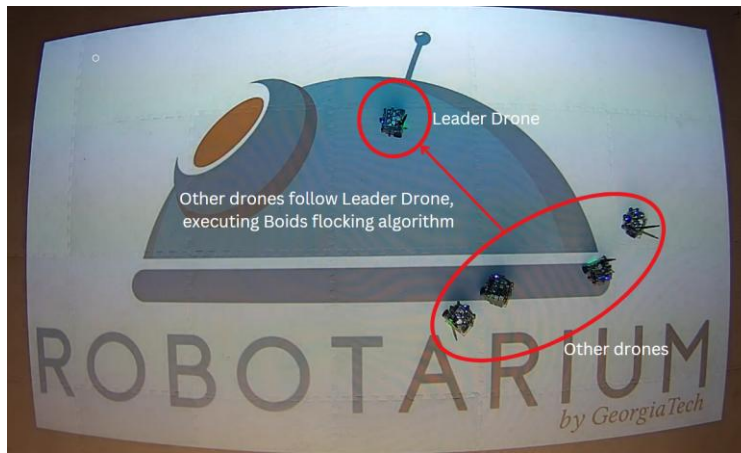 Leader Drone
Other drones follow Leader Drone,
executing Boids flocking algorithm
Other drones
ROBOTARIUM
by GeorgiaTech